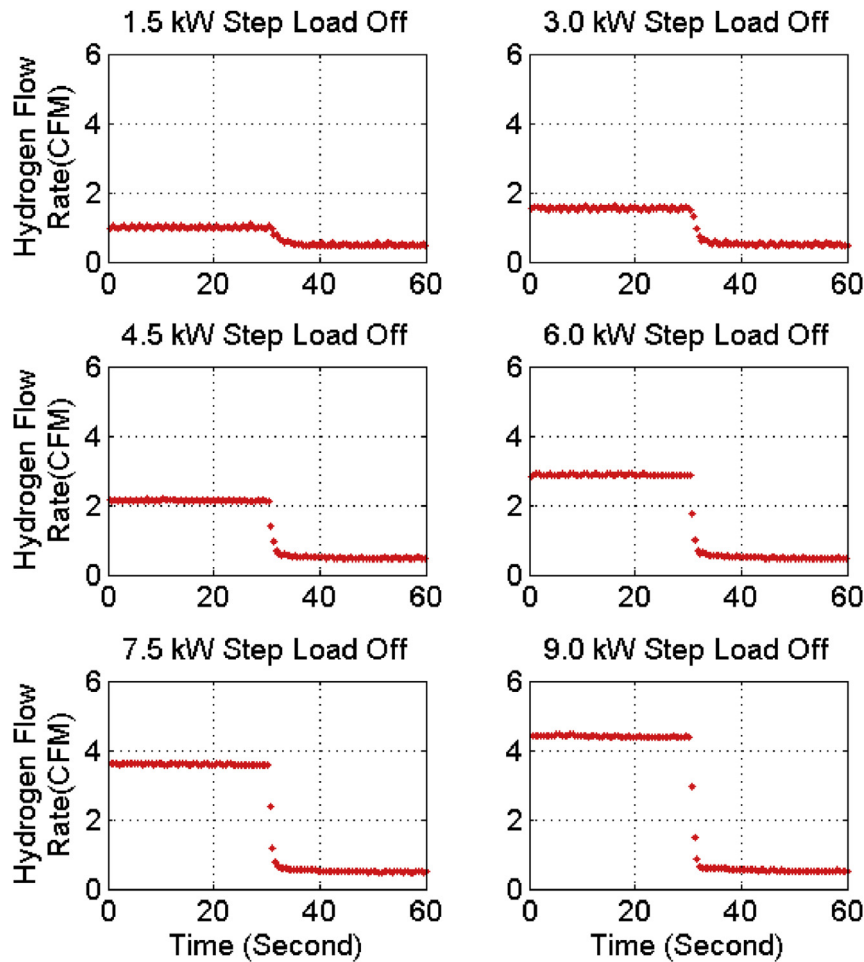 1.5 kW Step Load Off
3.0 kW Step Load Off
Hydrogen Flow
Rate(CFM)
6
4
2
0
0 20 40 60
6
4
2
0
0 20 40 60
4.5 kW Step Load Off
6.0 kW Step Load Off
Hydrogen Flow
Rate(CFM)
6
4
2
0
0 20 40 60
6
4
2
0
0 20 40 60
7.5 kW Step Load Off
9.0 kW Step Load Off
Hydrogen Flow
Rate(CFM)
6
4
2
0
0 20 40 60
Time (Second)
6
4
2
0
0 20 40 60
Time (Second)